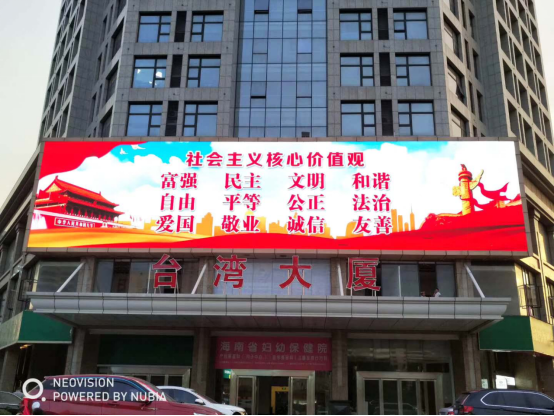 社会主义核心价值观
富强 民主 文明 和谐
自由 平等 公正 法治
爱国 敬业 诚信 友善
台湾大厦
海南省妇幼保健院
NEOVISION
POWERED BY NUBIA